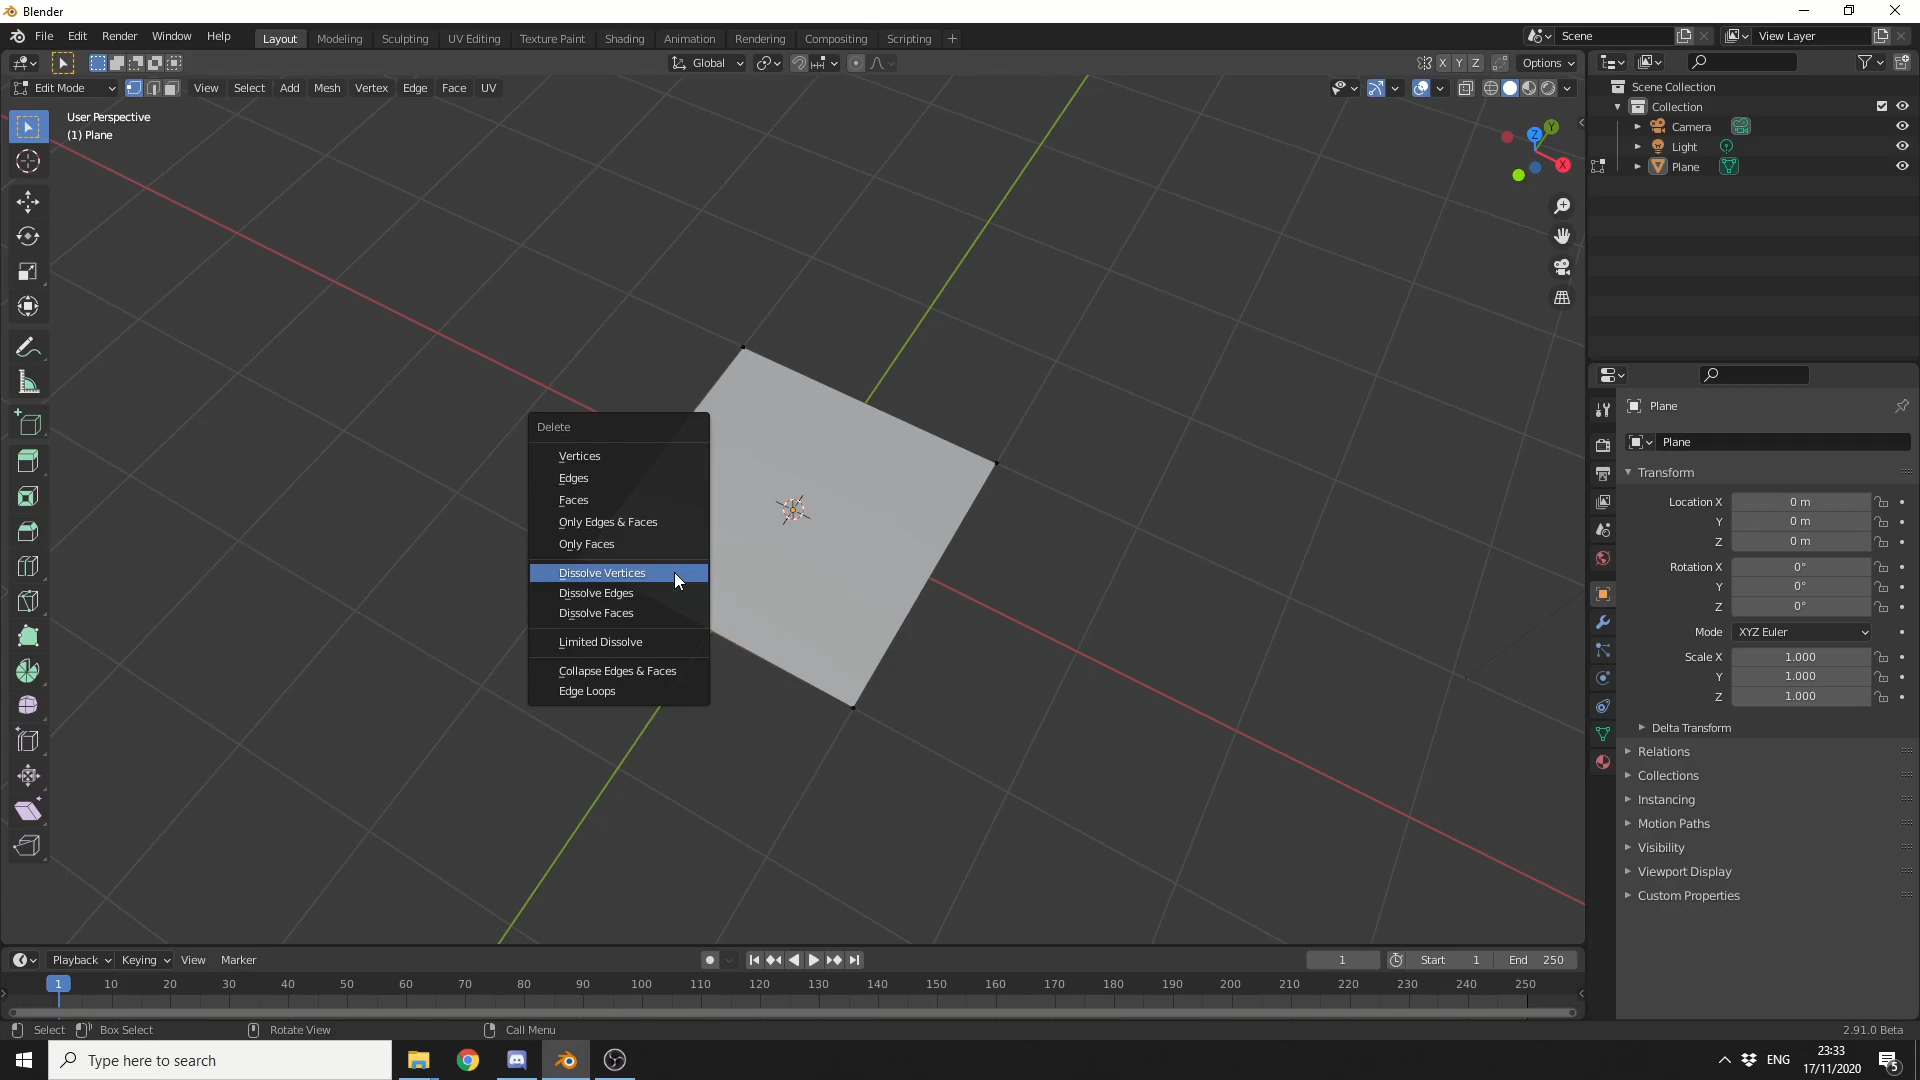 Blender
File Edit Render Window Help
Layout Modeling Sculpting UV Editing Texture Paint Shading Animation Rendering Compositing Scripting +
Scene
View Layer
Global
X Y Z
Options
Edit Mode
View Select Add Mesh Vertex Edge Face UV
User Perspective
(1) Plane
Z
Y
X
Scene Collection
Collection
Camera
Light
Plane
Delete
Vertices
Edges
Faces
Only Edges & Faces
Only Faces
Dissolve Vertices
Dissolve Edges
Dissolve Faces
Limited Dissolve
Collapse Edges & Faces
Edge Loops
Plane
Plane
Transform
Location X 0 m
Y 0 m
Z 0 m
Rotation X 0°
Y 0°
Z 0°
Mode XYZ Euler
Scale X 1.000
Y 1.000
Z 1.000
Delta Transform
Relations
Collections
Instancing
Motion Paths
Visibility
Viewport Display
Custom Properties
Playback Keying View Marker
1
Start 1
End 250
1 10 20 30 40 50 60 70 80 90 100 110 120 130 140 150 160 170 180 190 200 210 220 230 240 250
Select Box Select Rotate View Call Menu
2.91.0 Beta
Type here to search
ENG
23:33
17/11/2020
5